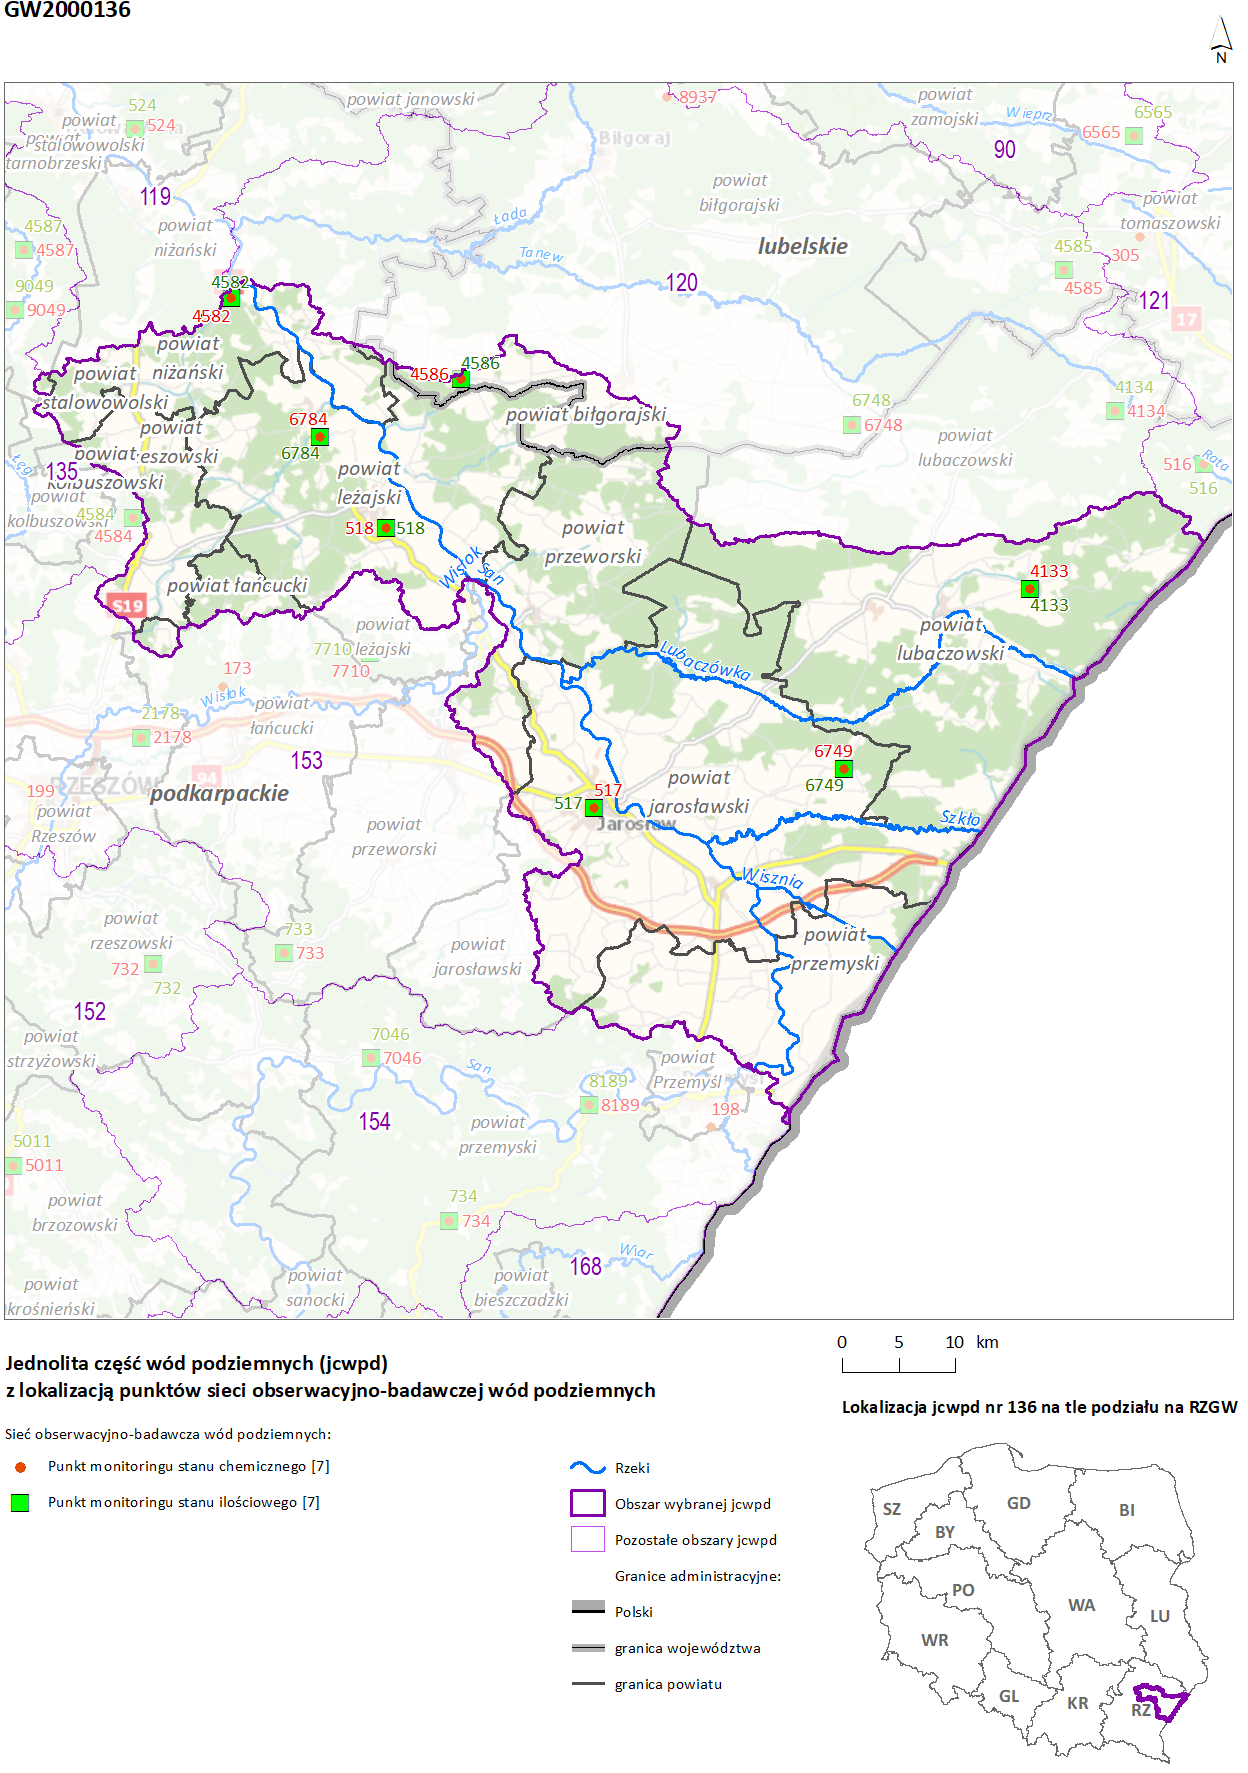 GW2000136
N
powiat janowski
8937
powiat
zamojski
Wieprz
6565
6565
524
524
powiat
stalowowolski
powiat
tarnobrzeski
Biłgoraj
90
119
powiat
biłgorajski
powiat
tomaszowski
4587
4587
powiat
niżański
Łada
lubelskie
Tanew
4585
305
4585
9049
9049
4582
4582
120
121
17
powiat
niżański
4586
4586
powiat
stalowowolski
4134
4134
6784
6784
powiat biłgorajski
6748
6748
powiat
powiat
lubaczowski
135
Łęg
powiat
kolbuszowski
powiat
leżajski
516
516
Rata
powiat
kolbuszowski
4584
4584
518
518
powiat
przeworski
Wisłok
San
powiat łańcucki
4133
4133
S19
powiat
leżajski
7710
7710
powiat
lubaczowski
Lubaczówka
173
Wisłok
powiat
łańcucki
2178
2178
153
6749
6749
94
RZESZÓW
199
podkarpackie
powiat
Rzeszów
powiat
jarosławski
517
517
Jarosław
Szkło
powiat
przeworski
Wisznia
powiat
rzeszowski
733
733
powiat
jarosławski
powiat
przemyski
732
732
152
powiat
strzyżowski
7046
7046
San
powiat
Przemyśl
8189
8189
198
154
powiat
przemyski
5011
5011
powiat
brzozowski
734
734
168
Wiar
powiat
krośnieński
powiat
sanocki
powiat
bieszczadzki
0 5 10 km
Jednolita część wód podziemnych (jcwpd)
z lokalizacją punktów sieci obserwacyjno-badawczej wód podziemnych
Lokalizacja jcwpd nr 136 na tle podziału na RZGW
Sieć obserwacyjno-badawcza wód podziemnych:
Punkt monitoringu stanu chemicznego [7]
Punkt monitoringu stanu ilościowego [7]
Rzeki
Obszar wybranej jcwpd
Pozostałe obszary jcwpd
Granice administracyjne:
Polski
granica województwa
granica powiatu
SZ
GD
BI
BY
PO
WA
LU
WR
GL
KR
RZ